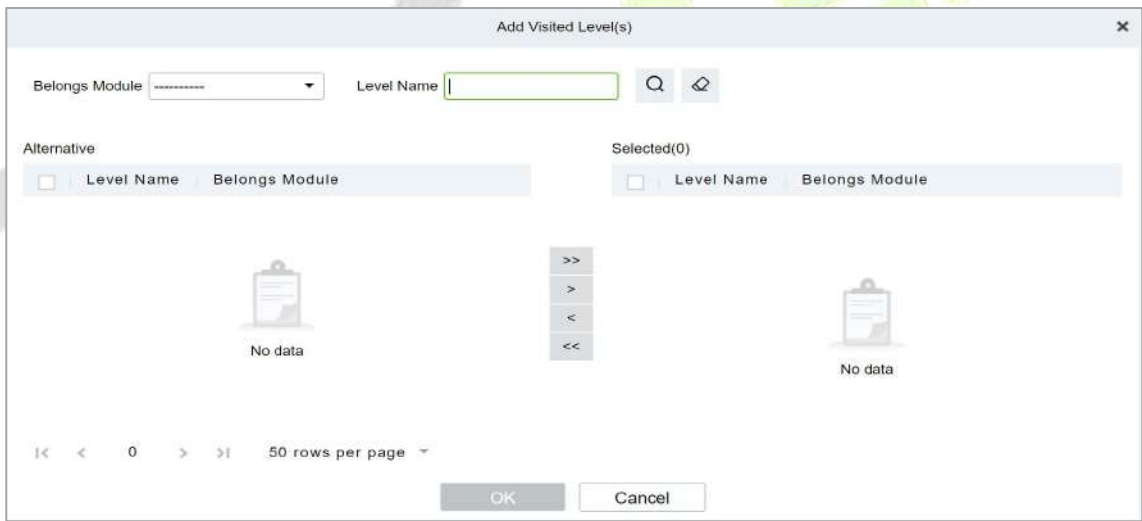 Add Visited Level(s) ×
Belongs Module ---------- Level Name
Alternative Selected(0)
Level Name Belongs Module Level Name Belongs Module
>>
>
<
<<
No data
No data
|< < 0 > >| 50 rows per page
OK Cancel